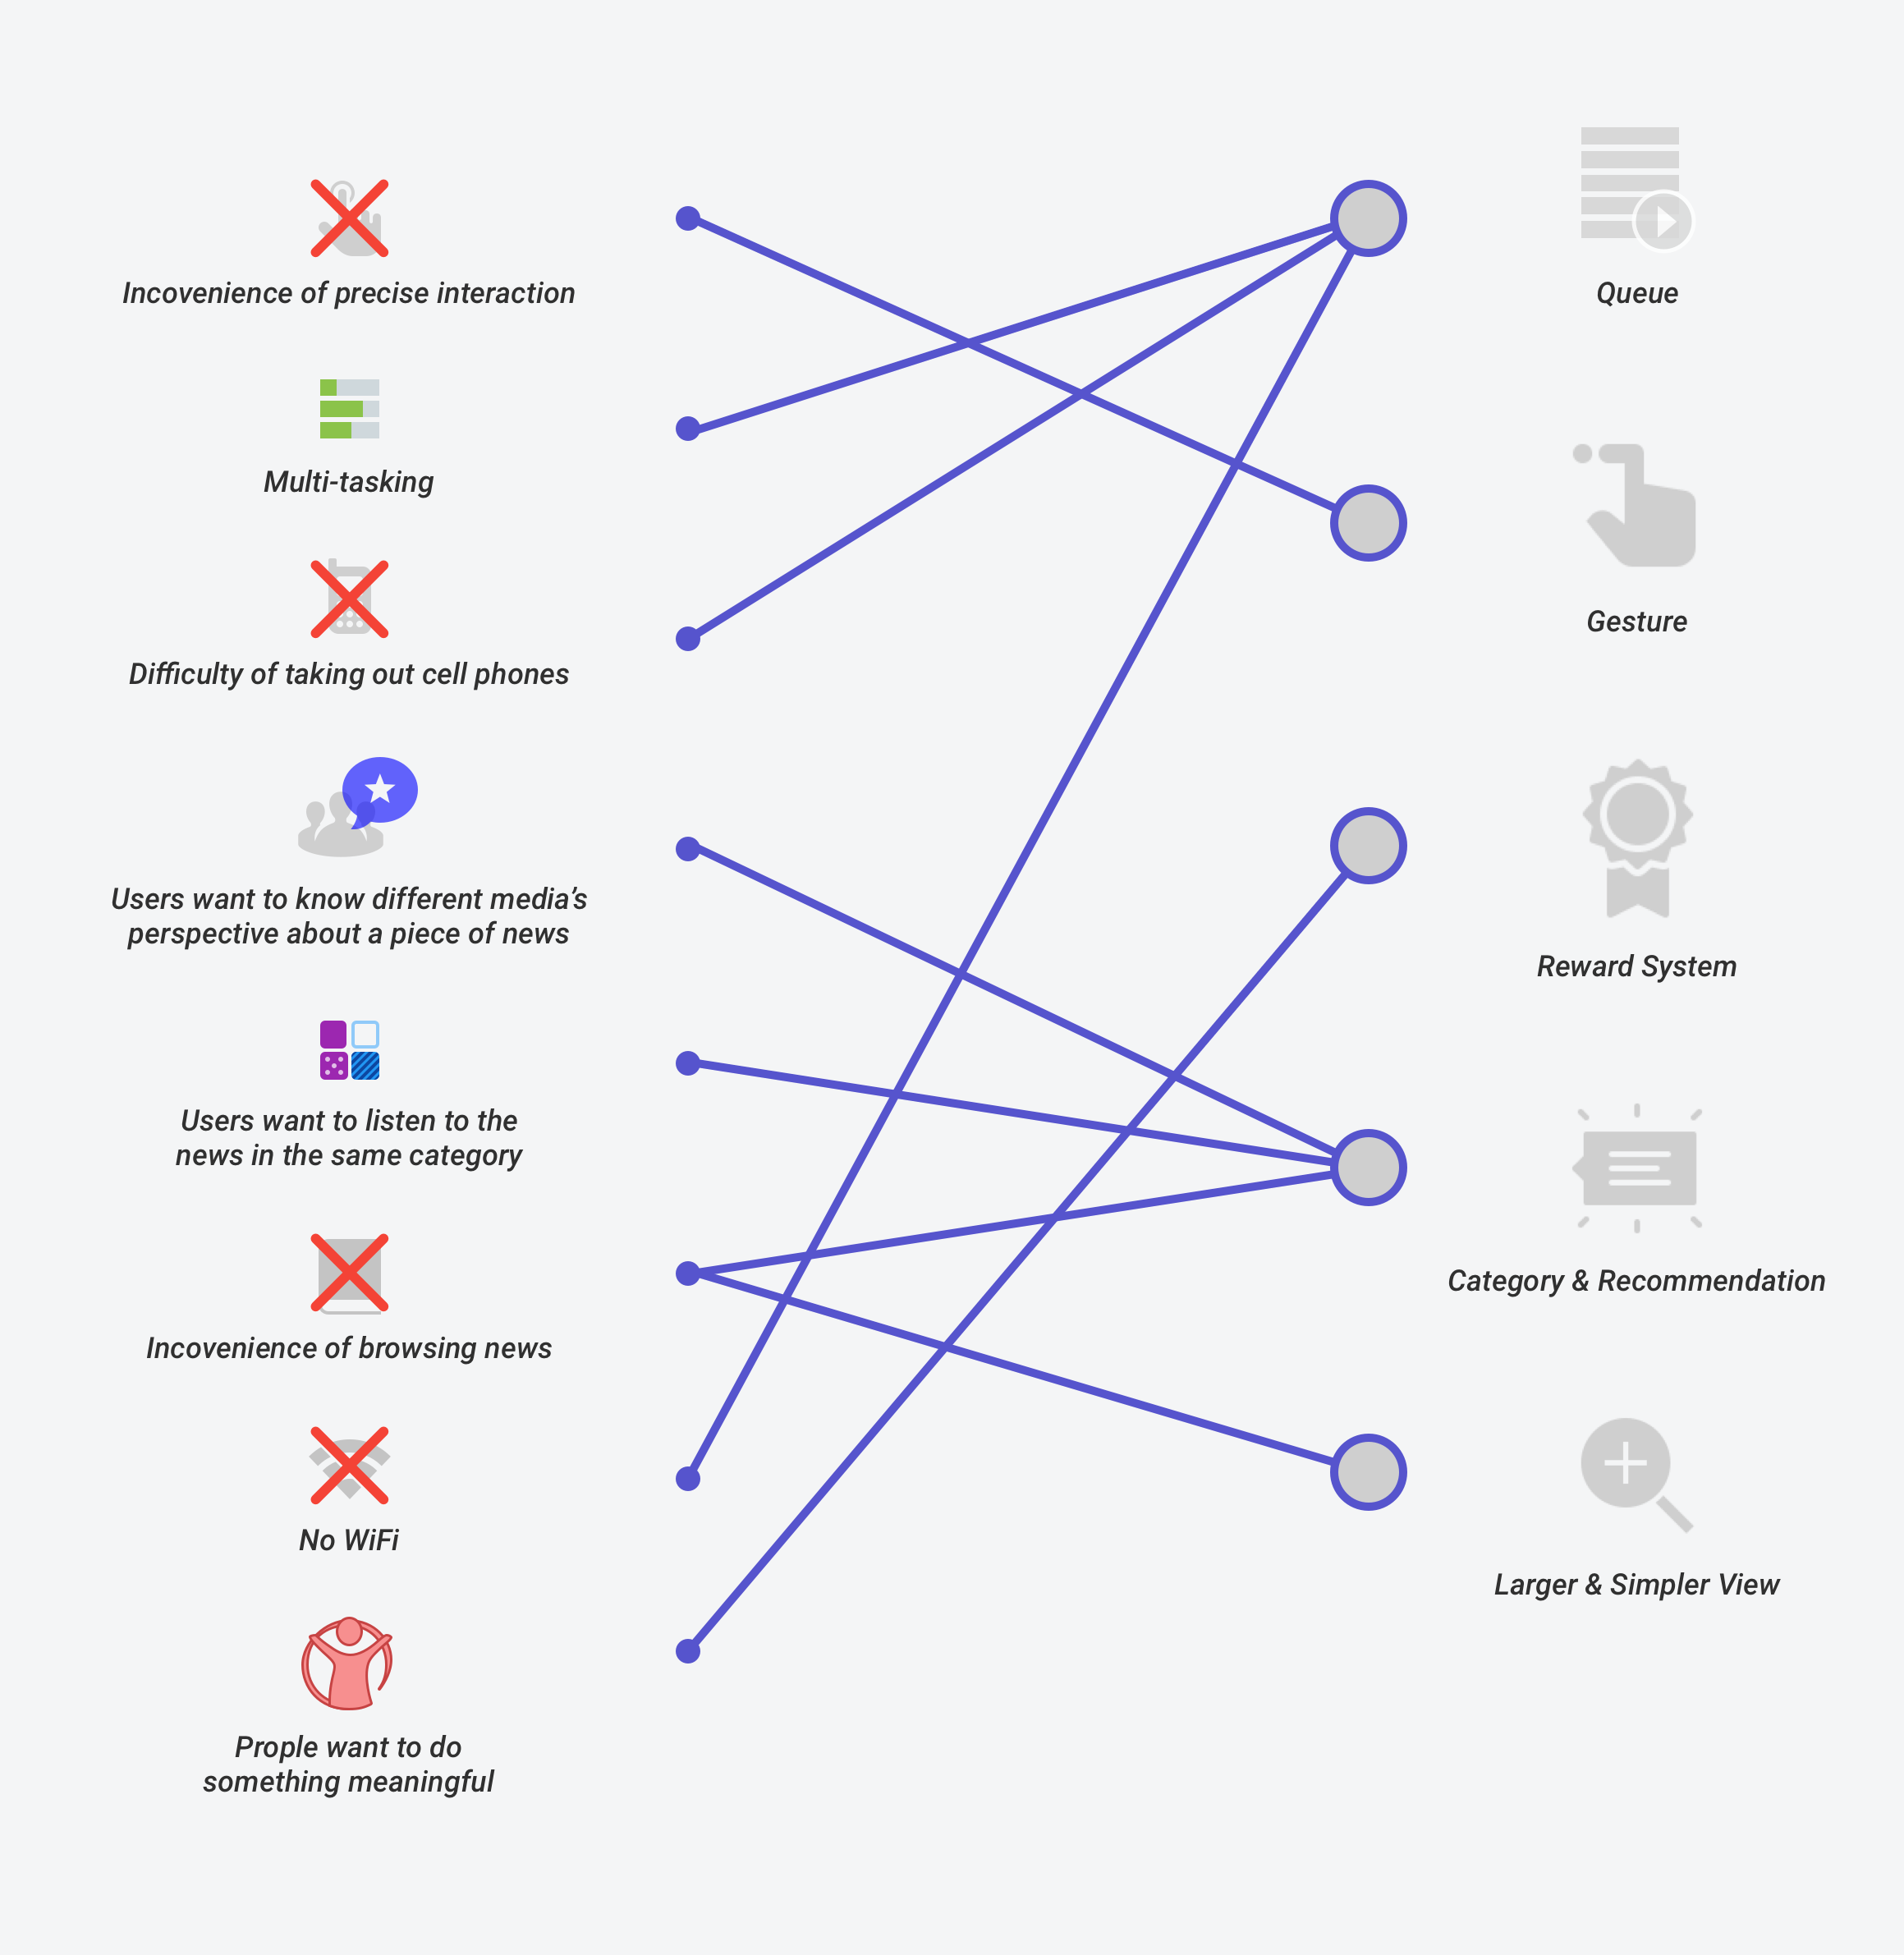 Incovenience of precise interaction
Multi-tasking
Difficulty of taking out cell phones
Users want to know different media’s
perspective about a piece of news
Users want to listen to the
news in the same category
Incovenience of browsing news
No WiFi
Prople want to do
something meaningful
Queue
Gesture
Reward System
Category & Recommendation
Larger & Simpler View